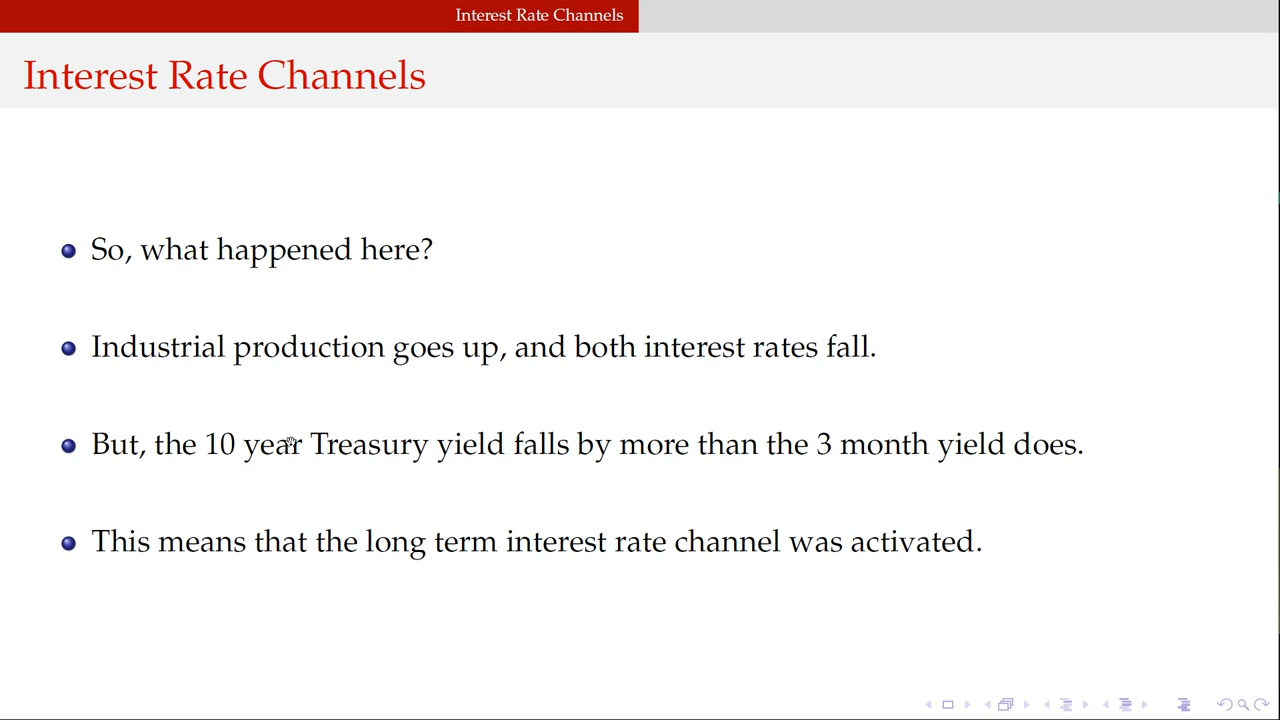 Interest Rate Channels
Interest Rate Channels
So, what happened here?
Industrial production goes up, and both interest rates fall.
But, the 10 year Treasury yield falls by more than the 3 month yield does.
This means that the long term interest rate channel was activated.